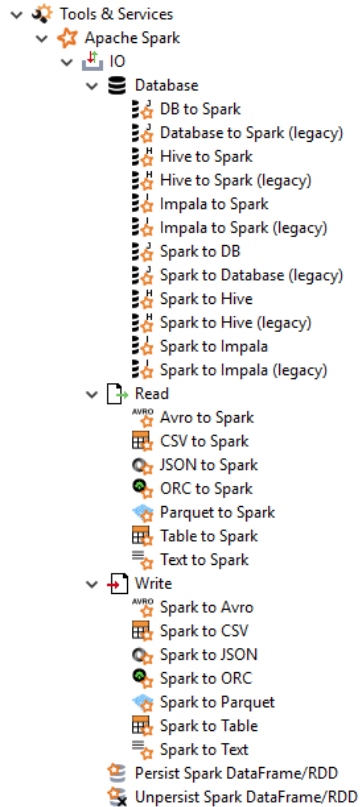 Tools & Services
Apache Spark
IO
Database
DB to Spark
Database to Spark (legacy)
Hive to Spark
Hive to Spark (legacy)
Impala to Spark
Impala to Spark (legacy)
Spark to DB
Spark to Database (legacy)
Spark to Hive
Spark to Hive (legacy)
Spark to Impala
Spark to Impala (legacy)
Read
AVRO Avro to Spark
CSV to Spark
JSON to Spark
ORC to Spark
Parquet to Spark
Table to Spark
Text to Spark
Write
AVRO Spark to Avro
Spark to CSV
Spark to JSON
Spark to ORC
Spark to Parquet
Spark to Table
Spark to Text
Persist Spark DataFrame/RDD
Unpersist Spark DataFrame/RDD